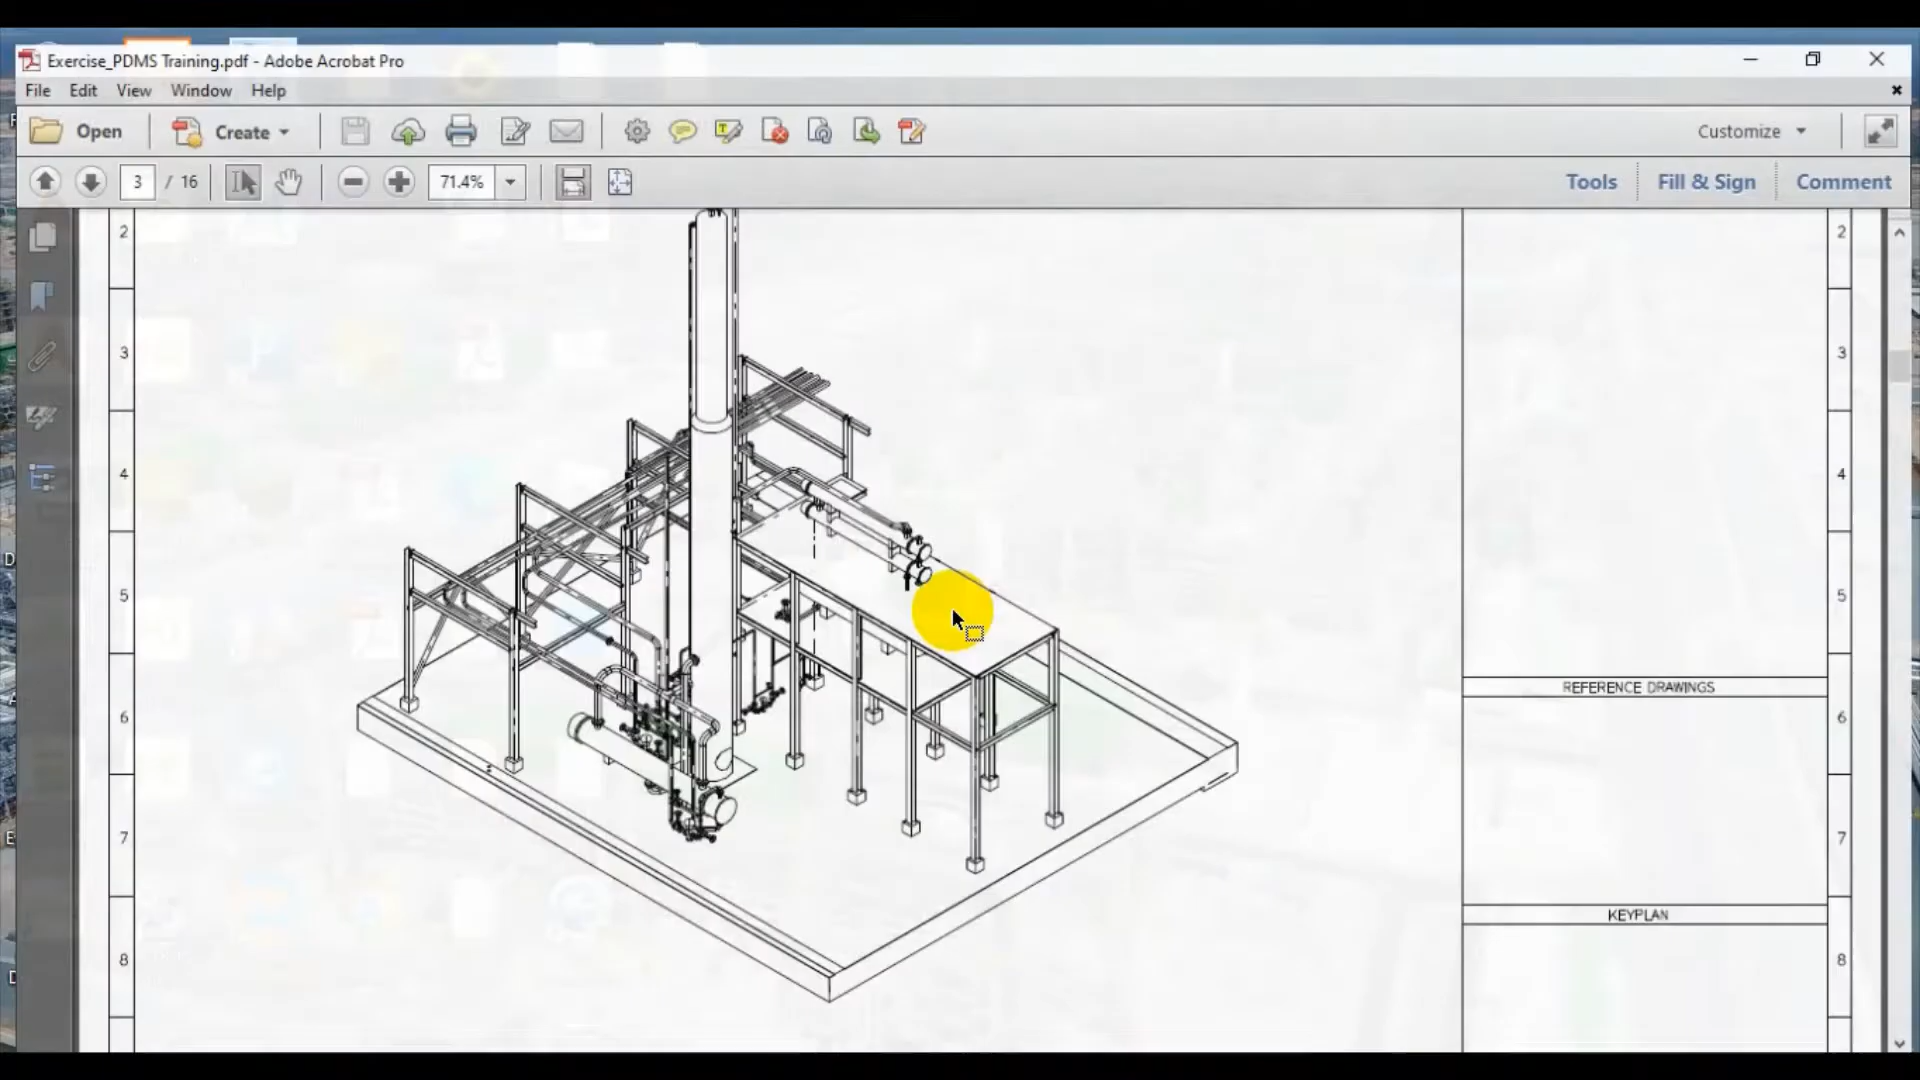 Exercise_PDMS Training.pdf - Adobe Acrobat Pro
File Edit View Window Help
Open Create Customize
3 / 16 71.4% Tools Fill & Sign Comment
2 2
3 3
4 4
5 5
REFERENCE DRAWINGS
6 6
7 7
KEYPLAN
8 8